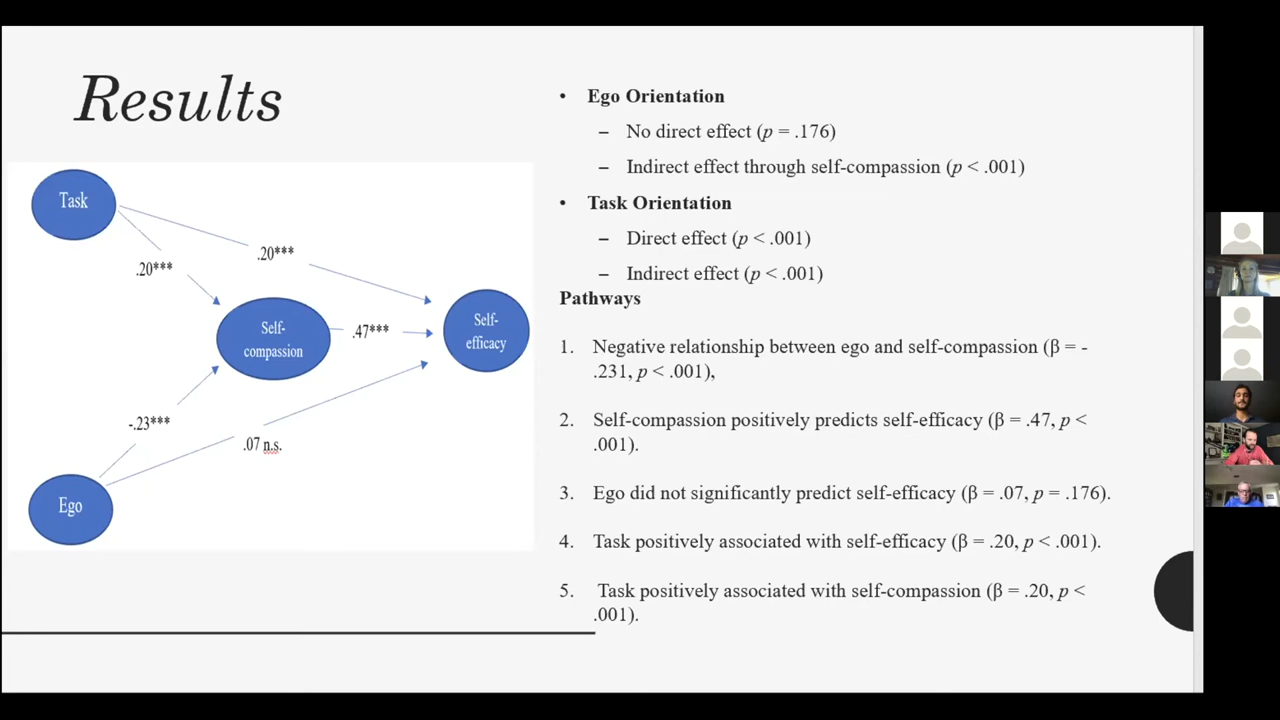 Results
Task
.20***
.20***
Self-
compassion
.47***
Self-
efficacy
-.23***
.07 n.s.
Ego
• Ego Orientation
– No direct effect (p = .176)
– Indirect effect through self-compassion (p < .001)
• Task Orientation
– Direct effect (p < .001)
– Indirect effect (p < .001)
Pathways
1. Negative relationship between ego and self-compassion (β = -
.231, p < .001),
2. Self-compassion positively predicts self-efficacy (β = .47, p <
.001).
3. Ego did not significantly predict self-efficacy (β = .07, p = .176).
4. Task positively associated with self-efficacy (β = .20, p < .001).
5. Task positively associated with self-compassion (β = .20, p <
.001).